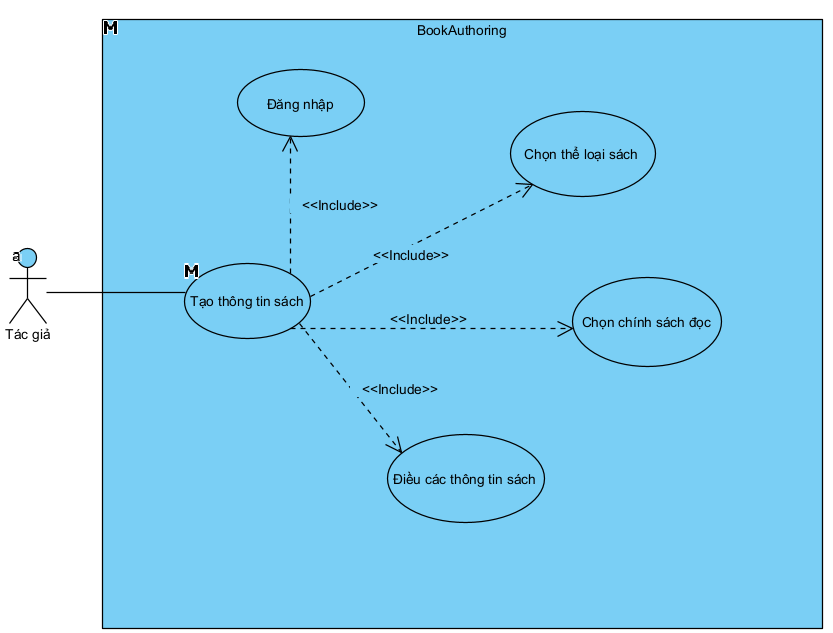 M
BookAuthoring
Đăng nhập
Chọn thể loại sách
<<Include>>
<<Include>>
a
M
Tạo thông tin sách
<<Include>>
Chọn chính sách đọc
Tác giả
<<Include>>
Điều các thông tin sách